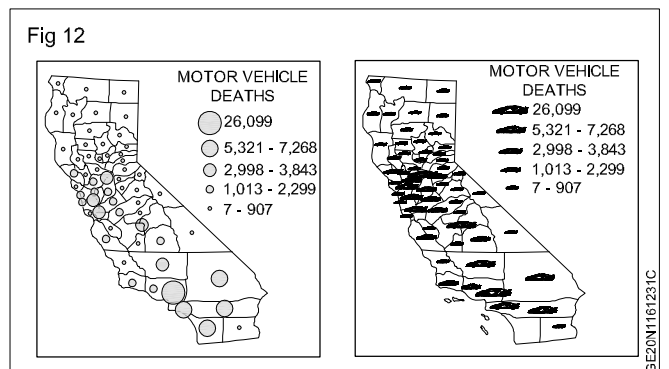 Fig 12
MOTOR VEHICLE
DEATHS
26,099
5,321 - 7,268
2,998 - 3,843
1,013 - 2,299
7 - 907
MOTOR VEHICLE
DEATHS
26,099
5,321 - 7,268
2,998 - 3,843
1,013 - 2,299
7 - 907
GE20N1161231C